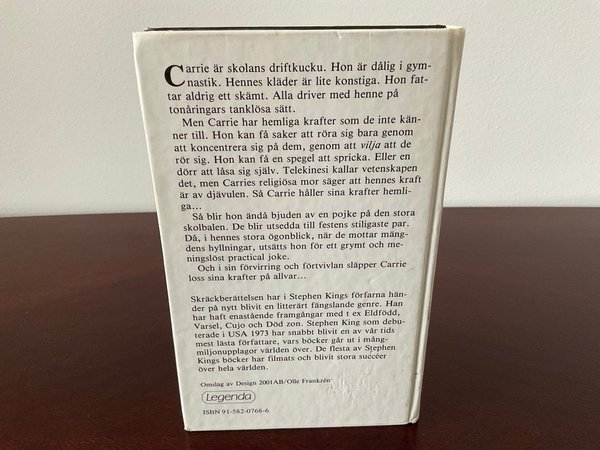 Carrie är skolans driftkucku. Hon är dålig i gym-
nastik. Hennes kläder är lite konstiga. Hon fat-
tar aldrig ett skämt. Alla driver med henne på
tonåringars tanklösa sätt.
Men Carrie har hemliga krafter som de inte kän-
ner till. Hon kan få saker att röra sig bara genom
att koncentrera sig på dem, genom att vilja att de
rör sig. Hon kan få en spegel att spricka. Eller en
dörr att låsa sig själv. Telekinesi kallar vetenskapen
det, men Carries religiösa mor säger att hennes kraft
är av djävulen. Så Carrie håller sina krafter hemli-
ga...
Så blir hon ändå bjuden av en pojke på den stora
skolbalen. De blir utsedda till festens stiligaste par.
Då, i hennes stora ögonblick, när de mottar mäng-
dens hyllningar, utsätts hon för ett grymt och me-
ningslöst practical joke.
Och i sin förvirring och förtvivlan släpper Carrie
loss sina krafter på allvar...
Skräckberättelsen har i Stephen Kings förfarna hän-
der på nytt blivit en litterärt fängslande genre. Han
har haft enastående framgångar med t ex Eldfödd,
Varsel, Cujo och Död zon. Stephen King som debu-
terade i USA 1973 har snabbt blivit en av vår tids
mest lästa författare, vars böcker går ut i mång-
miljonupplagor världen över. De flesta av Stephen
Kings böcker har filmats och blivit stora succéer
över hela världen.
Omslag av Design 2001AB/Olle Frankzén
Legenda
ISBN 91-582-0768-6